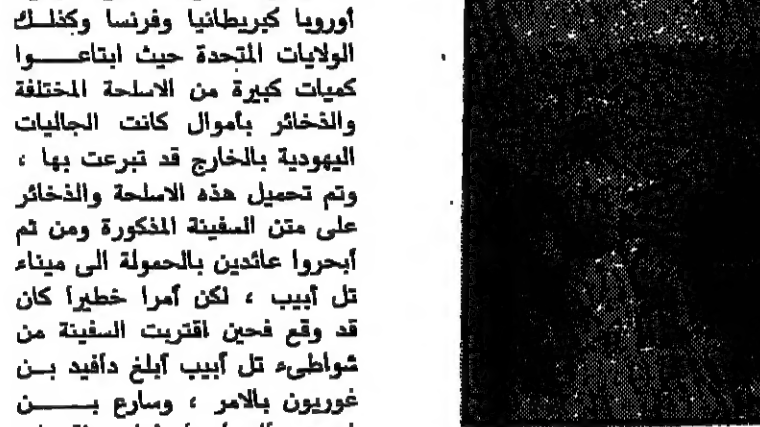 أوروبا كبريطانيا وفرنسا وكذلك
الولايات المتحدة حيث ابتاعوا
كميات كبيرة من الاسلحة المختلفة
والذخائر بأموال كانت الجاليات
اليهودية بالخارج قد تبرعت بها ،
وتم تحميل هذه الاسلحة والذخائر
على متن السفينة المذكورة ومن ثم
أبحروا عائدين بالحمولة الى ميناء
تل أبيب ، لكن أمرا خطيرا كان
قد وقع فحين اقتربت السفينة من
شواطىء تل أبيب أبلغ دافيد بن
غوريون بالامر ، وسارع بن